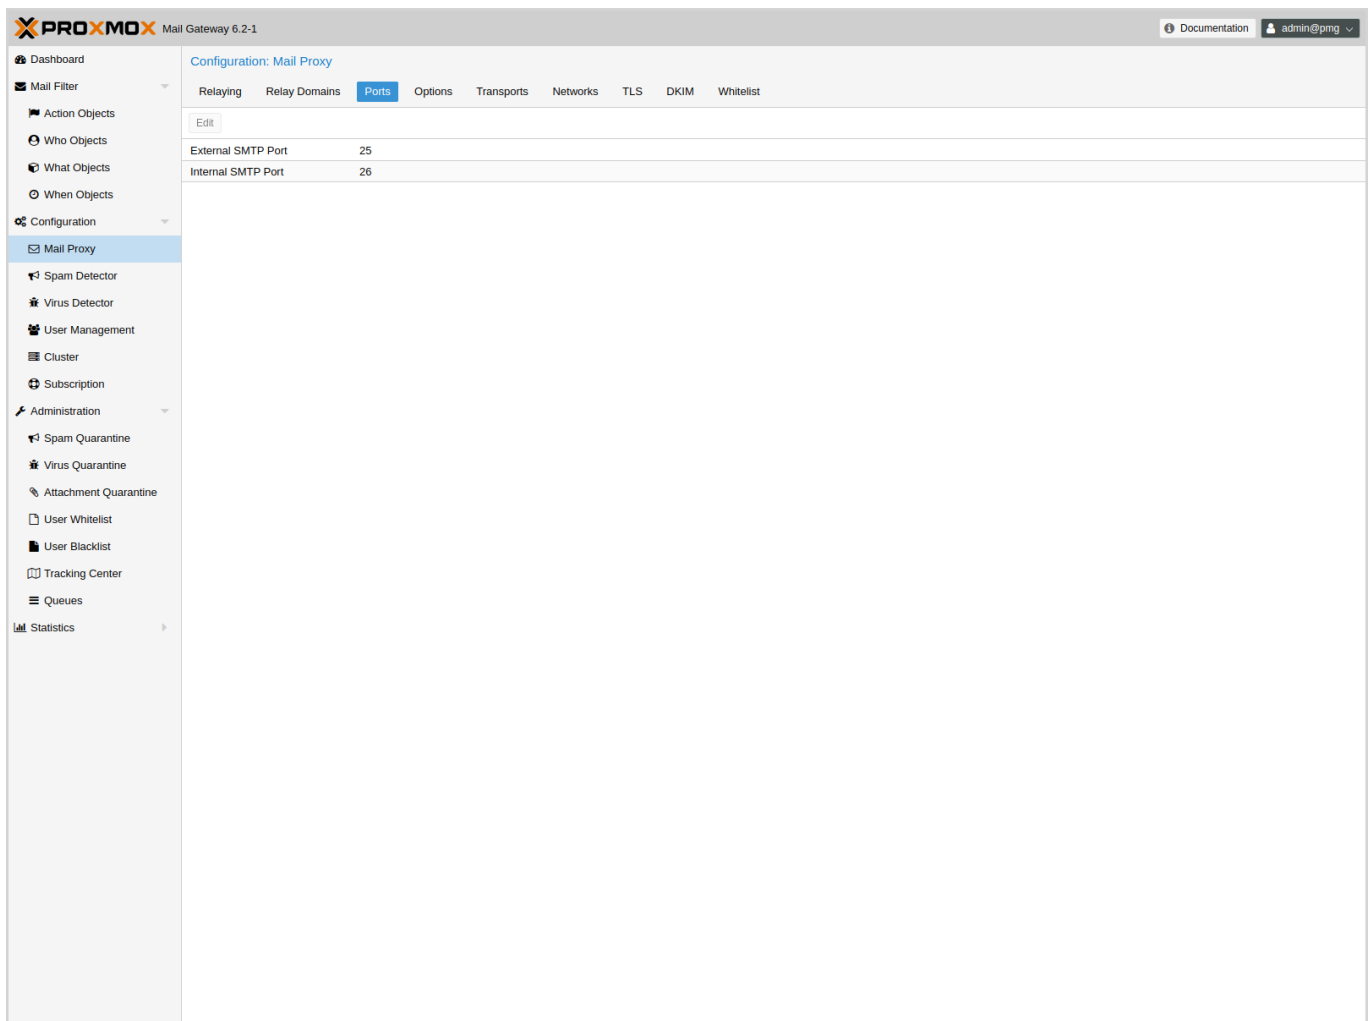 PROXMOX Mail Gateway 6.2-1
Documentation
admin@pmg
Dashboard
Mail Filter
Action Objects
Who Objects
What Objects
When Objects
Configuration
Mail Proxy
Spam Detector
Virus Detector
User Management
Cluster
Subscription
Administration
Spam Quarantine
Virus Quarantine
Attachment Quarantine
User Whitelist
User Blacklist
Tracking Center
Queues
Statistics
Configuration: Mail Proxy
Relaying Relay Domains Ports Options Transports Networks TLS DKIM Whitelist
Edit
External SMTP Port 25
Internal SMTP Port 26